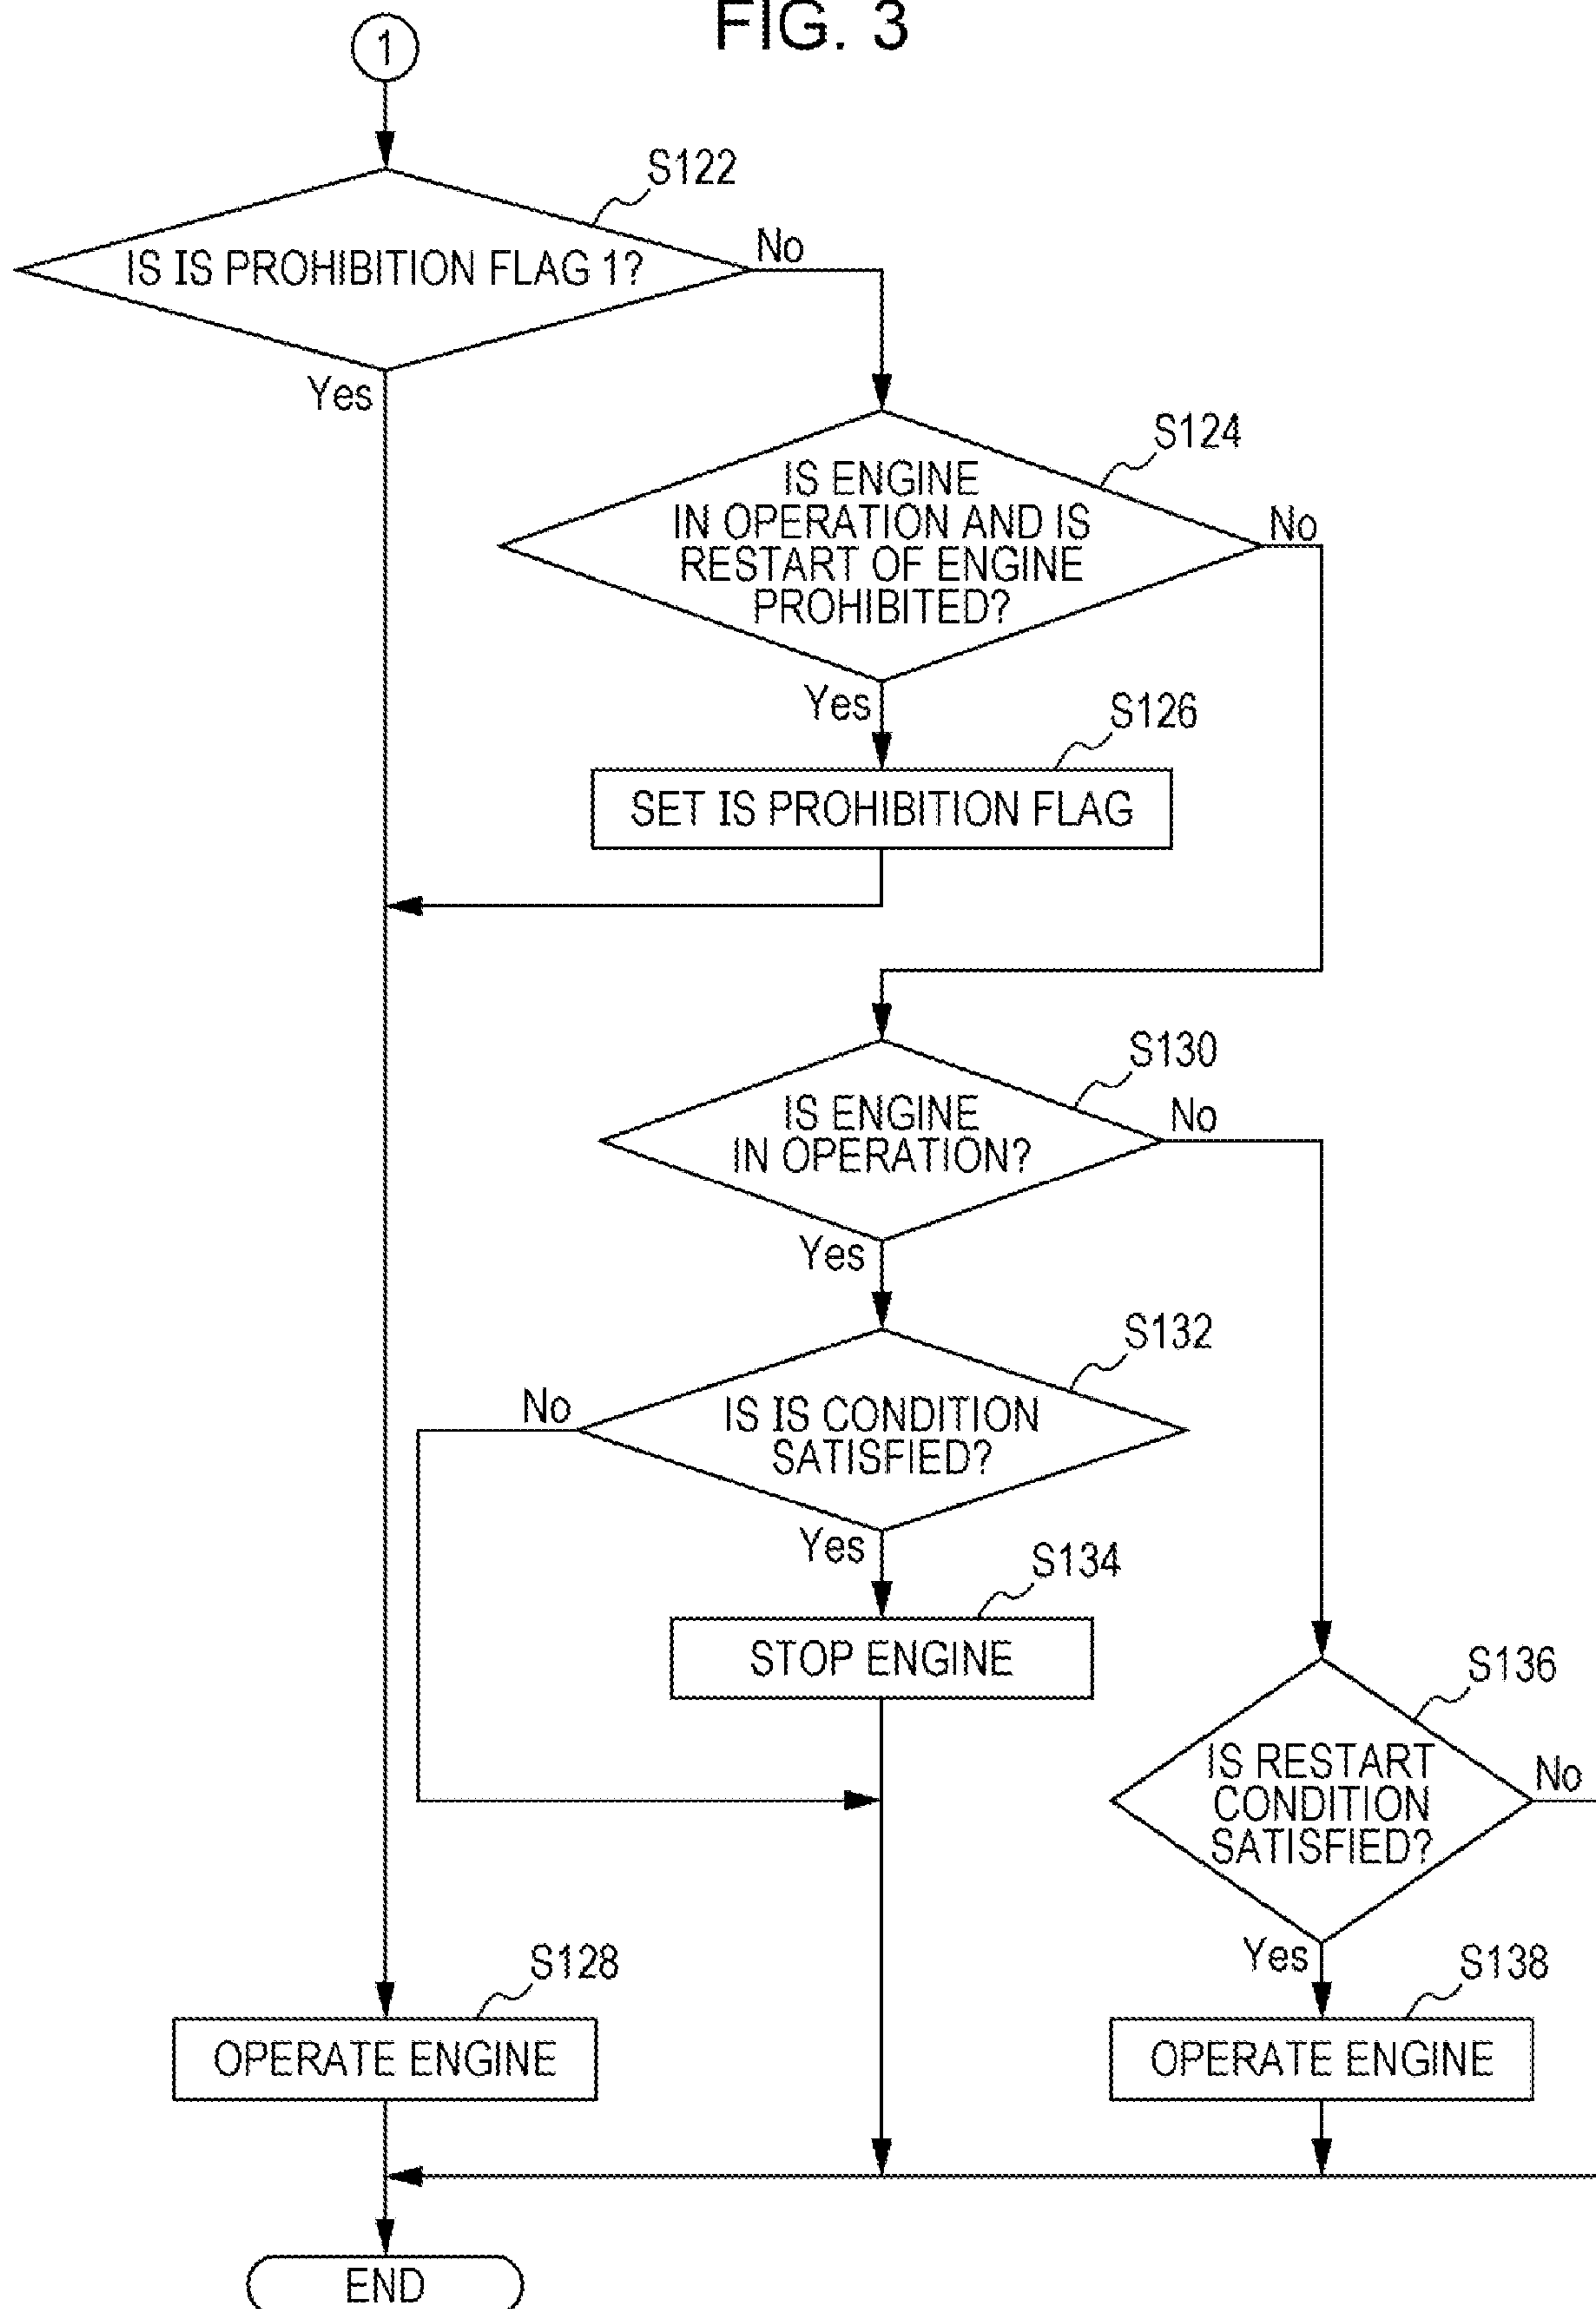 FIG. 3
1
S122
IS IS PROHIBITION FLAG 1?
No
Yes
S124
IS ENGINE
IN OPERATION AND IS
RESTART OF ENGINE
PROHIBITED?
No
Yes
S126
SET IS PROHIBITION FLAG
S130
IS ENGINE
IN OPERATION?
No
Yes
S132
IS IS CONDITION
SATISFIED?
No
Yes
S134
STOP ENGINE
S136
IS RESTART
CONDITION
SATISFIED?
No
Yes
S128
OPERATE ENGINE
S138
OPERATE ENGINE
END